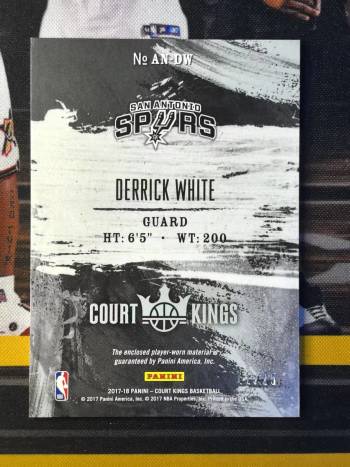 No AN-DW
SAN ANTONIO
SPURS
DERRICK WHITE
GUARD
HT: 6'5" • WT: 200
COURT KINGS
The enclosed player-worn material is
guaranteed by Panini America, Inc.
PANINI
NBA
2017-18 PANINI – COURT KINGS BASKETBALL
© 2017 Panini America, Inc. © 2017 NBA Properties, Inc. Printed in the USA.